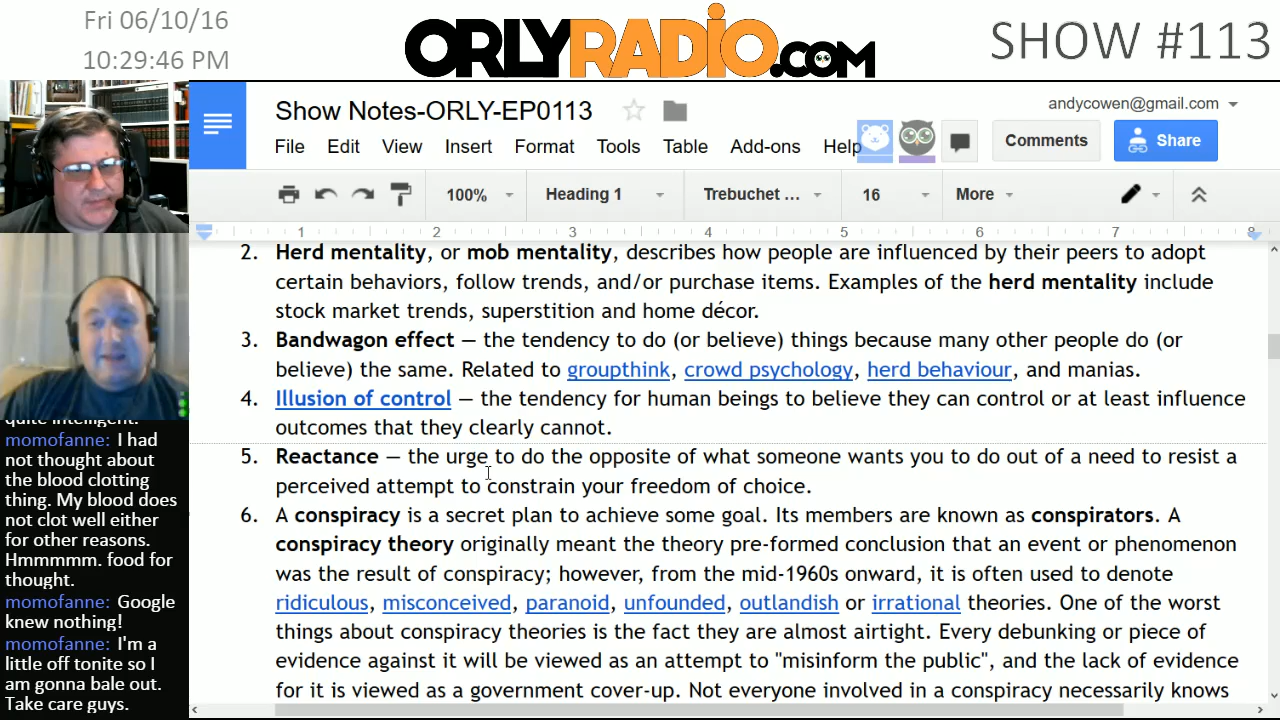 Fri 06/10/16
10:29:46 PM
ORLYRADiO.COM
SHOW #113
Show Notes-ORLY-EP0113
andycowen@gmail.com
File Edit View Insert Format Tools Table Add-ons Help
Comments
Share
100%
Heading 1
Trebuchet ...
16
More
1 2 3 4 5 6 7 8
2. Herd mentality, or mob mentality, describes how people are influenced by their peers to adopt
certain behaviors, follow trends, and/or purchase items. Examples of the herd mentality include
stock market trends, superstition and home décor.
3. Bandwagon effect — the tendency to do (or believe) things because many other people do (or
believe) the same. Related to groupthink, crowd psychology, herd behaviour, and manias.
4. Illusion of control — the tendency for human beings to believe they can control or at least influence
outcomes that they clearly cannot.
5. Reactance — the urge to do the opposite of what someone wants you to do out of a need to resist a
perceived attempt to constrain your freedom of choice.
6. A conspiracy is a secret plan to achieve some goal. Its members are known as conspirators. A
conspiracy theory originally meant the theory pre-formed conclusion that an event or phenomenon
was the result of conspiracy; however, from the mid-1960s onward, it is often used to denote
ridiculous, misconceived, paranoid, unfounded, outlandish or irrational theories. One of the worst
things about conspiracy theories is the fact they are almost airtight. Every debunking or piece of
evidence against it will be viewed as an attempt to "misinform the public", and the lack of evidence
for it is viewed as a government cover-up. Not everyone involved in a conspiracy necessarily knows
quite intelligent.
momofanne: I had
not thought about
the blood clotting
thing. My blood does
not clot well either
for other reasons.
Hmmmmm. food for
thought.
momofanne: Google
knew nothing!
momofanne: I'm a
little off tonite so I
am gonna bale out.
Take care guys.